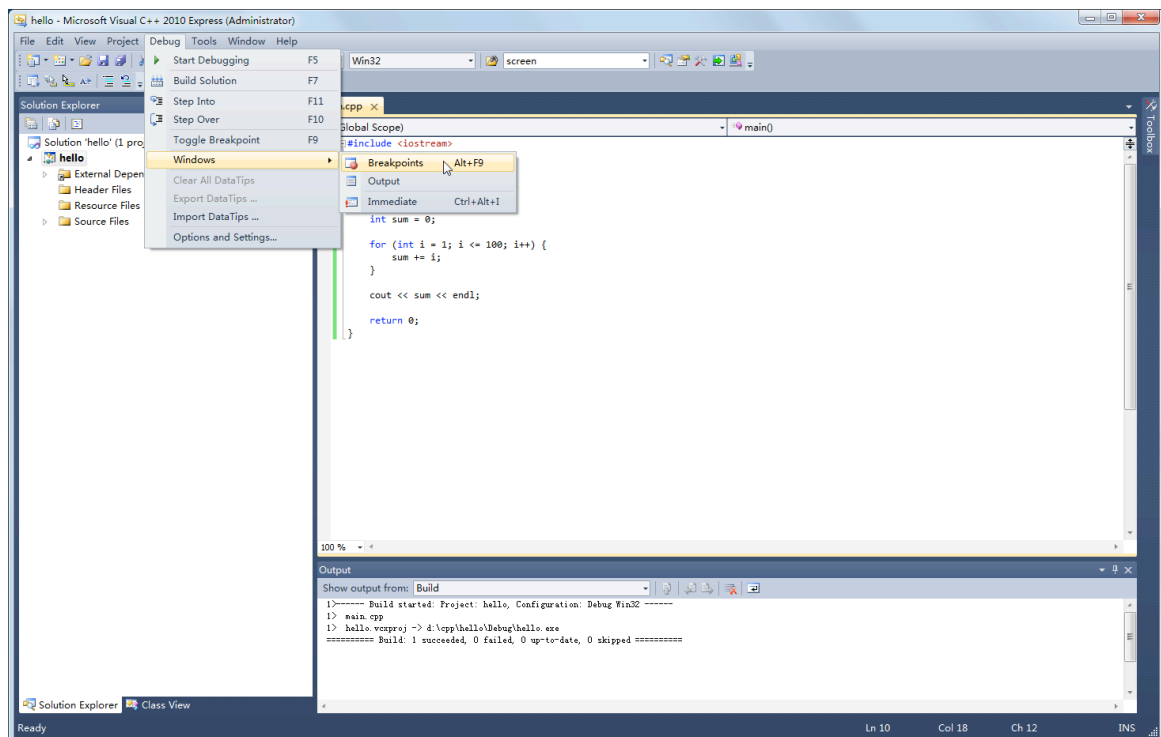 hello - Microsoft Visual C++ 2010 Express (Administrator)
File Edit View Project Debug Tools Window Help
Start Debugging F5
Win32
screen
Build Solution F7
Step Into F11
Step Over F10
Toggle Breakpoint F9
Windows
Clear All DataTips
Export DataTips ...
Import DataTips ...
Options and Settings...
Breakpoints Alt+F9
Output
Immediate Ctrl+Alt+I
Solution Explorer
Solution 'hello' (1 proj
hello
External Depen
Header Files
Resource Files
Source Files
.cpp
Global Scope)
main()
Toolbox
#include <iostream>
int sum = 0;
for (int i = 1; i <= 100; i++) {
sum += i;
}
cout << sum << endl;
return 0;
}
100 %
Output
Show output from: Build
1>------ Build started: Project: hello, Configuration: Debug Win32 ------
1> main.cpp
1> hello.vcxproj -> d:\cpp\hello\Debug\hello.exe
========== Build: 1 succeeded, 0 failed, 0 up-to-date, 0 skipped ==========
Solution Explorer Class View
Ready Ln 10 Col 18 Ch 12 INS